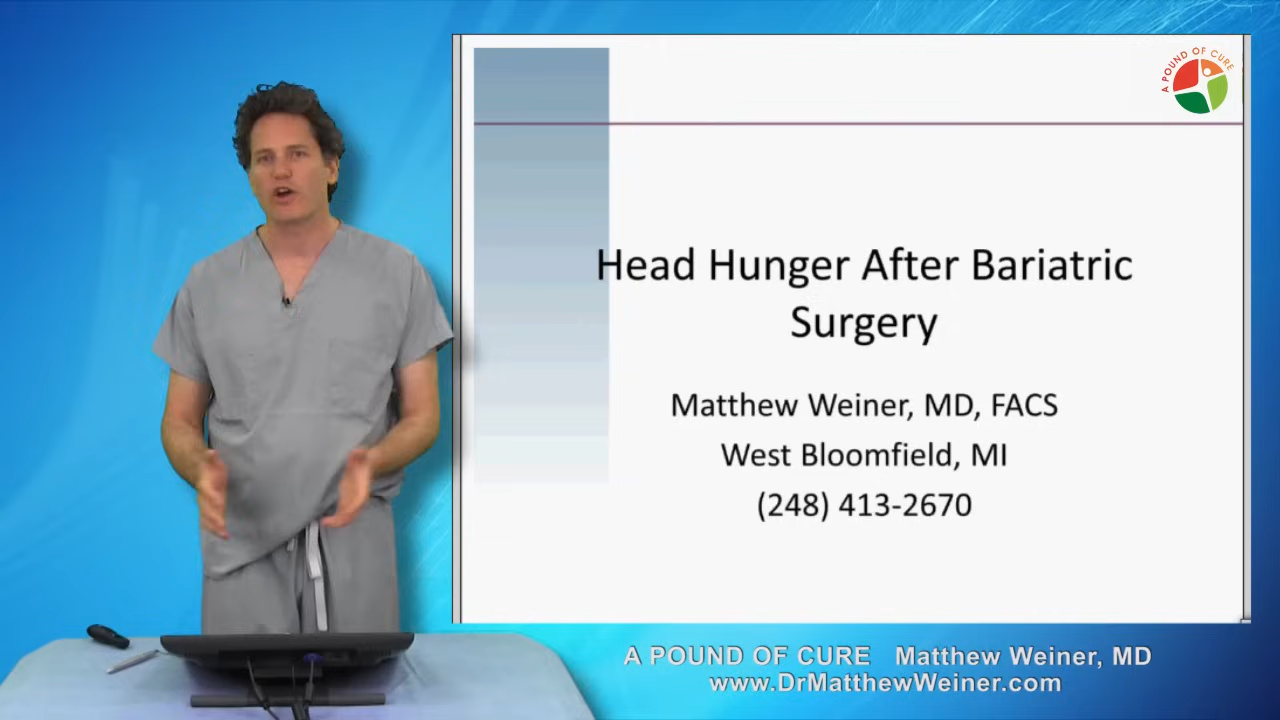 A POUND OF CURE
Head Hunger After Bariatric
Surgery
Matthew Weiner, MD, FACS
West Bloomfield, MI
(248) 413-2670
A POUND OF CURE Matthew Weiner, MD
www.DrMatthewWeiner.com